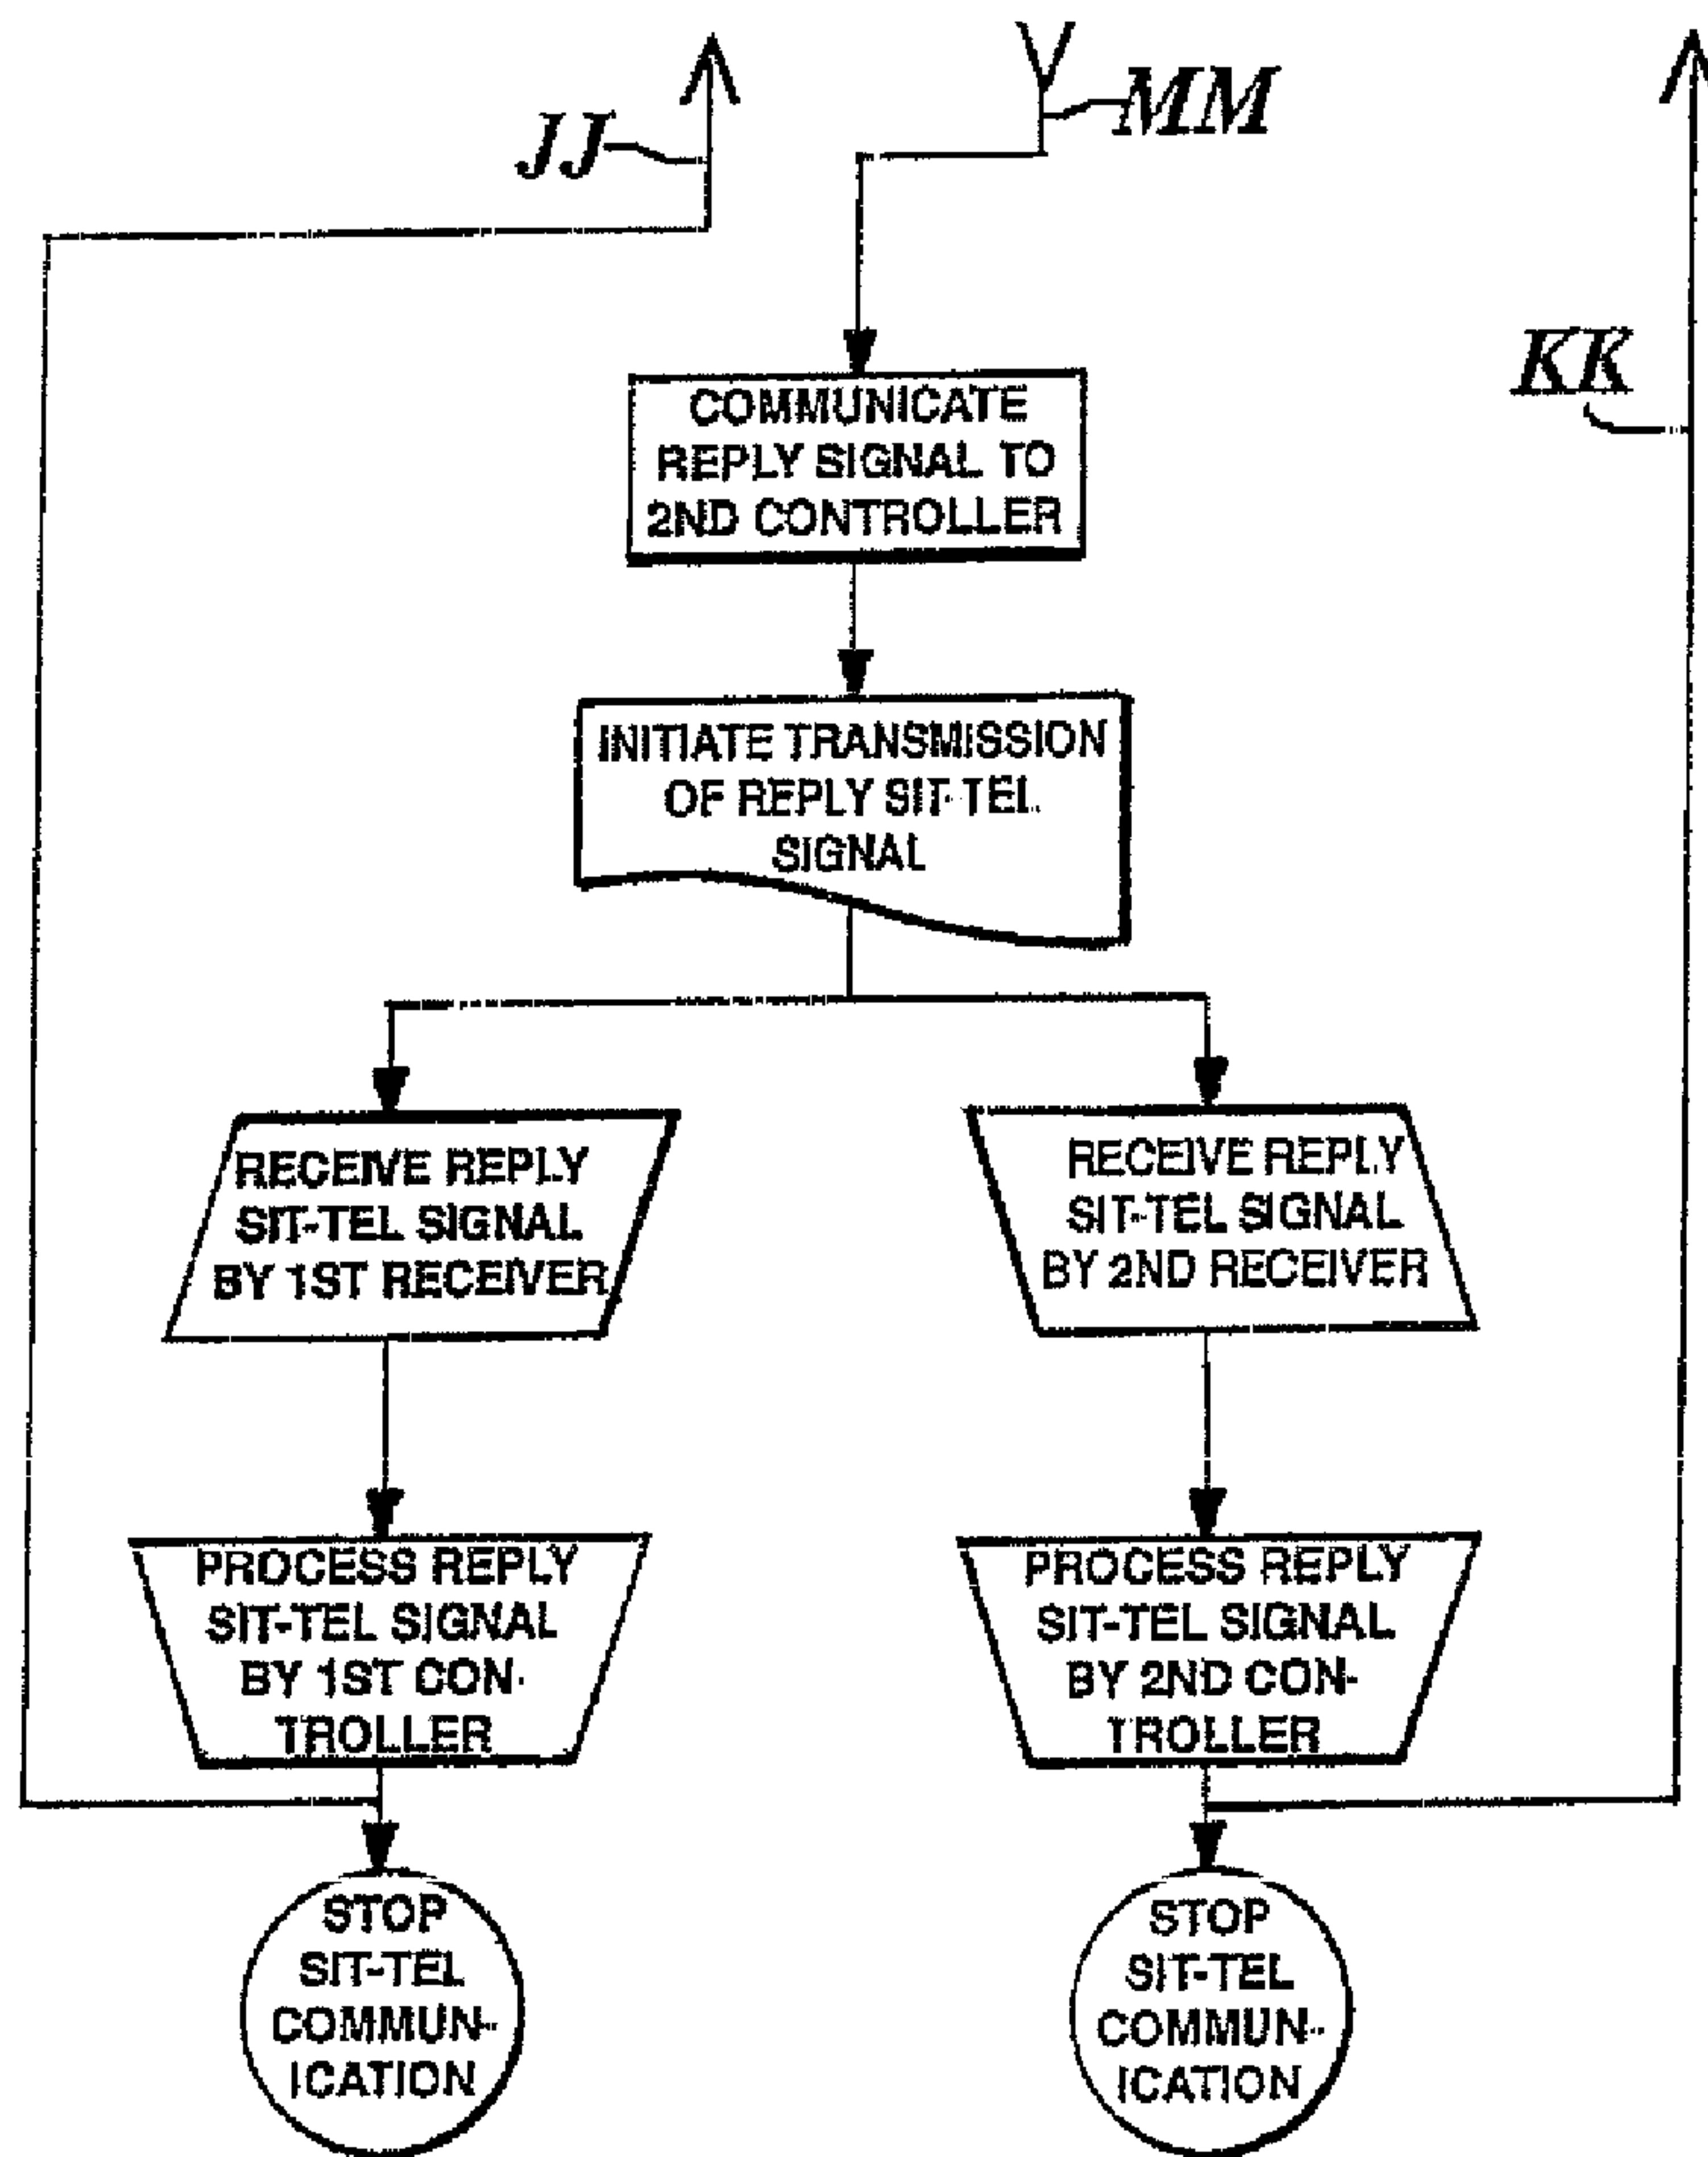 JJ
MM
KK
COMMUNICATE
REPLY SIGNAL TO
2ND CONTROLLER
INITIATE TRANSMISSION
OF REPLY SIT-TEL
SIGNAL
RECEIVE REPLY
SIT-TEL SIGNAL
BY 1ST RECEIVER
RECEIVE REPLY
SIT-TEL SIGNAL
BY 2ND RECEIVER
PROCESS REPLY
SIT-TEL SIGNAL
BY 1ST CON-
TROLLER
PROCESS REPLY
SIT-TEL SIGNAL
BY 2ND CON-
TROLLER
STOP
SIT-TEL
COMMUN-
ICATION
STOP
SIT-TEL
COMMUN-
ICATION